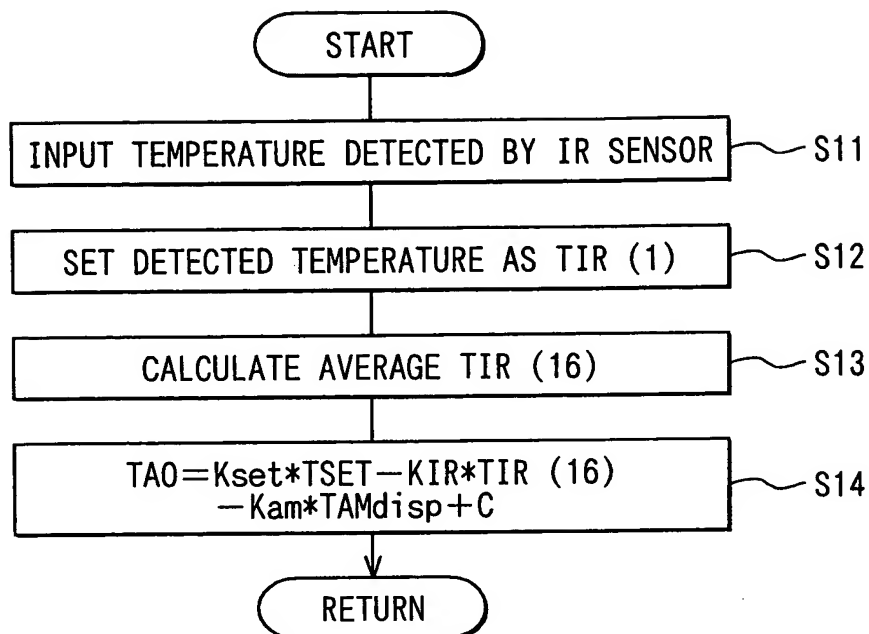 START
INPUT TEMPERATURE DETECTED BY IR SENSOR
S11
SET DETECTED TEMPERATURE AS TIR (1)
S12
CALCULATE AVERAGE TIR (16)
S13
TAO=Kset*TSET−KIR*TIR (16)
−Kam*TAMdisp+C
S14
RETURN